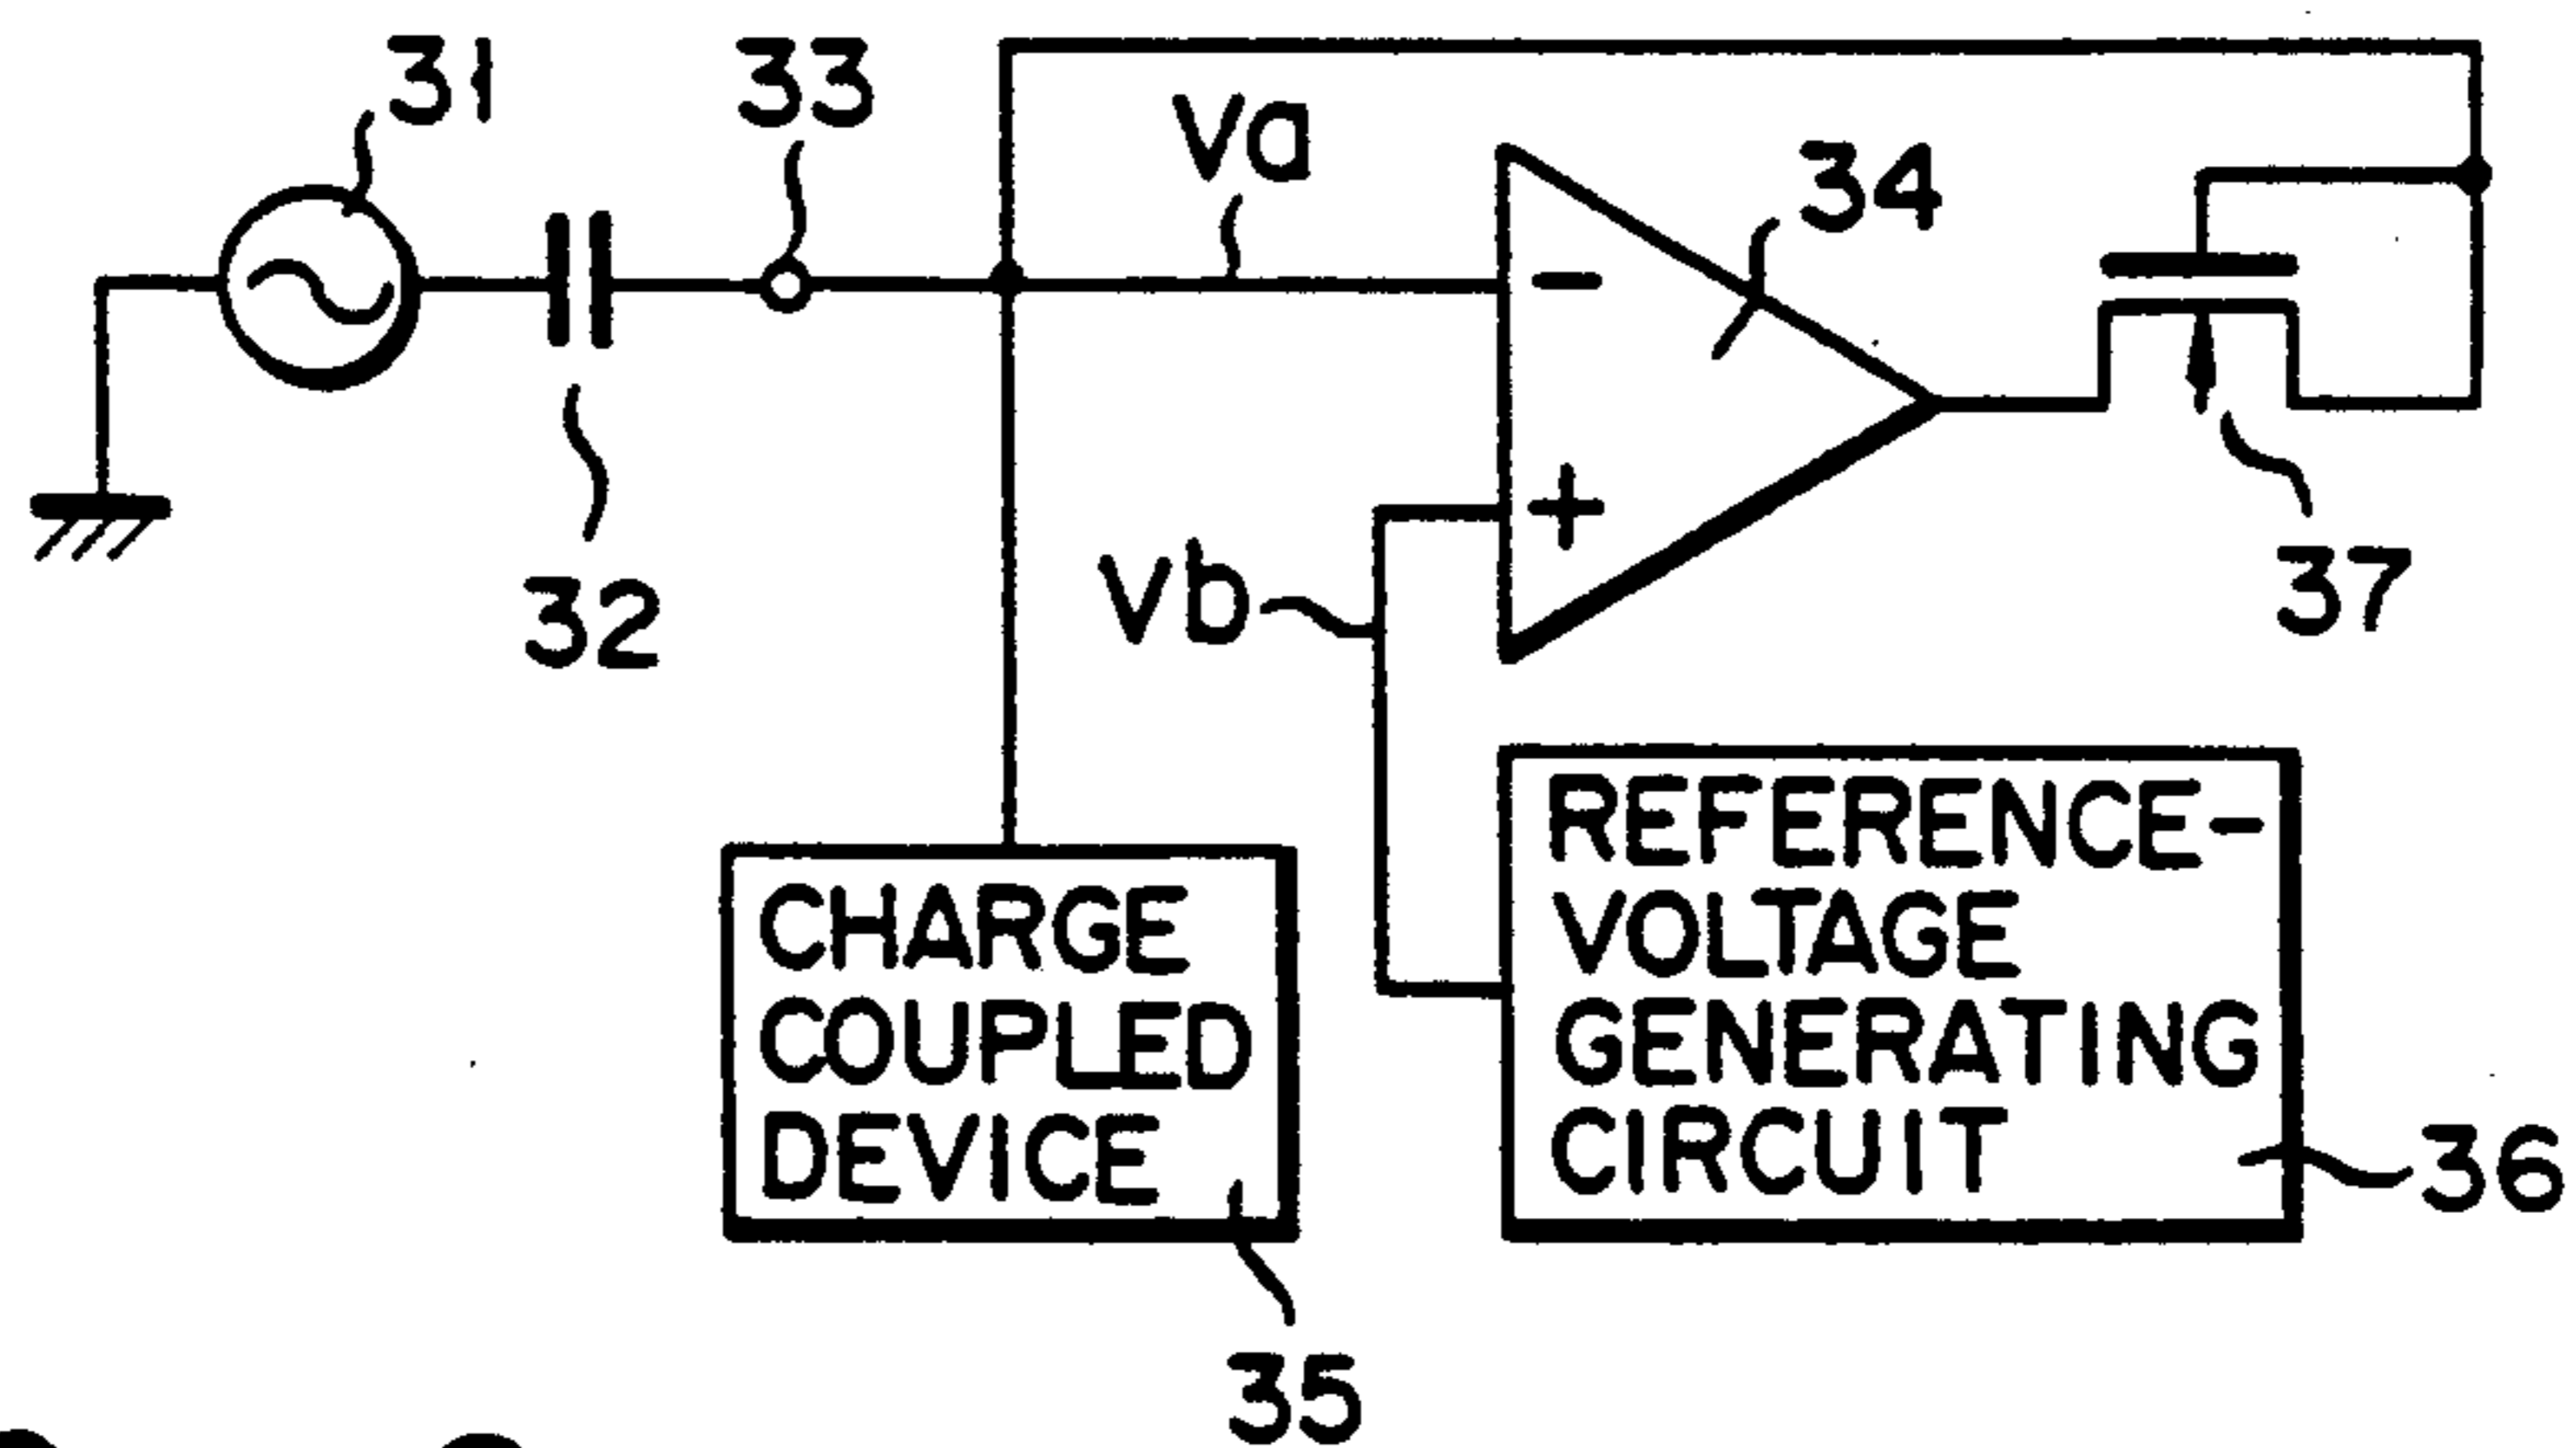 31
33
Va
34
-
+
32
Vb
37
REFERENCE-
VOLTAGE
GENERATING
CIRCUIT
CHARGE
COUPLED
DEVICE
36
35